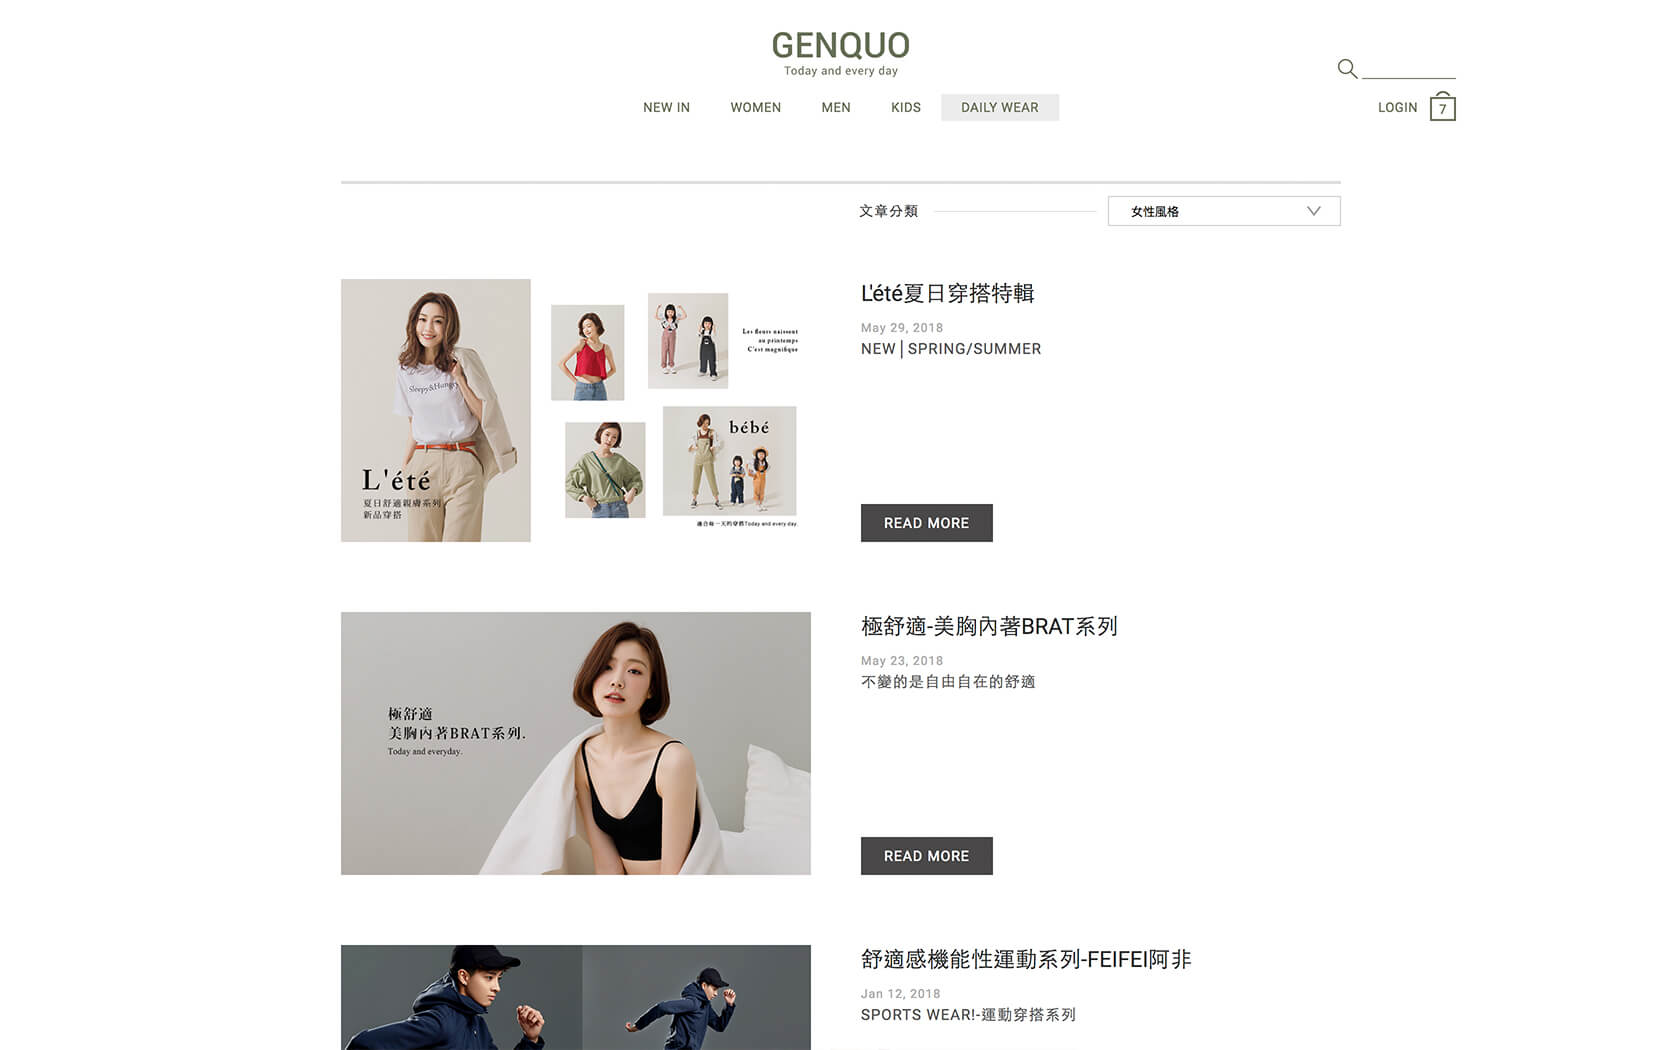 GENQUO
Today and every day
NEW IN
WOMEN
MEN
KIDS
DAILY WEAR
LOGIN
7
文章分類
女性風格
Sleepy&Hungry
L'été
夏日舒適親膚系列
新品穿搭
Les fleurs naissent
au printemps
C'est magnifique
bébé
適合每一天的穿搭Today and every day.
L'été夏日穿搭特輯
May 29, 2018
NEW│SPRING/SUMMER
READ MORE
極舒適
美胸內著BRAT系列.
Today and everyday.
極舒適-美胸內著BRAT系列
May 23, 2018
不變的是自由自在的舒適
READ MORE
舒適感機能性運動系列-FEIFEI阿非
Jan 12, 2018
SPORTS WEAR!-運動穿搭系列